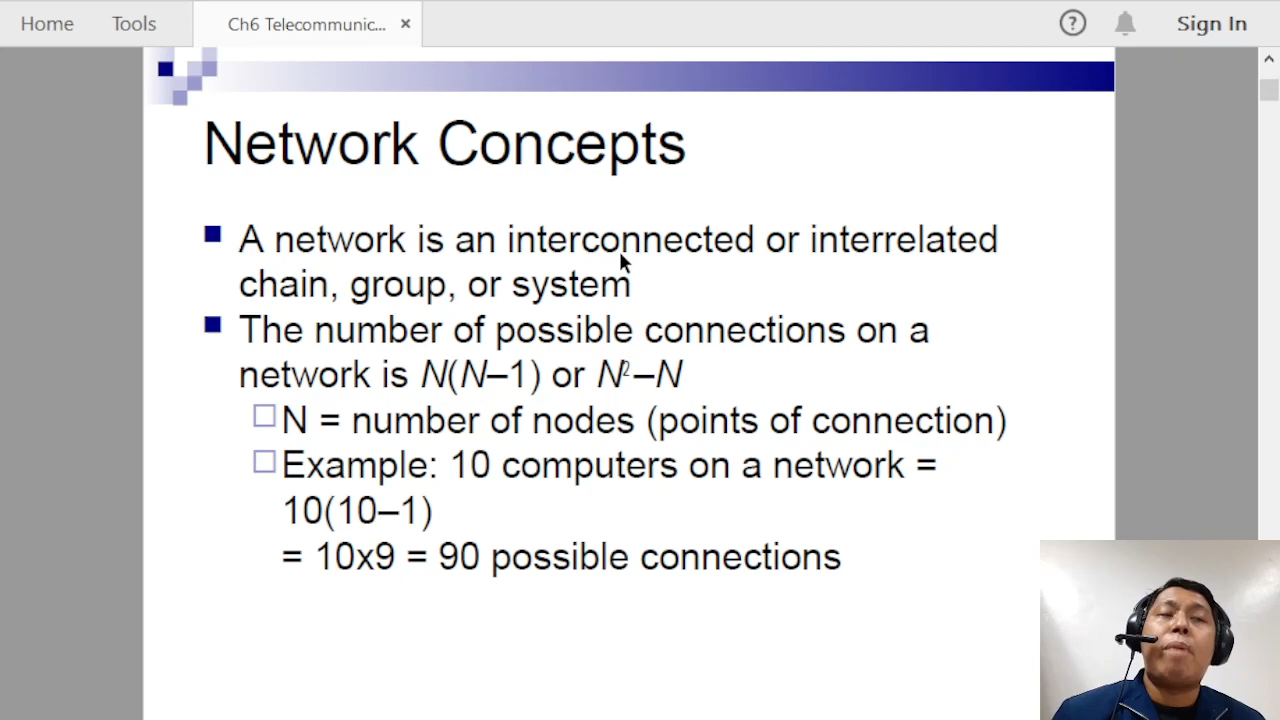 Home Tools Ch6 Telecommunic... × ? Sign In
Network Concepts
■ A network is an interconnected or interrelated
chain, group, or system
■ The number of possible connections on a
network is N(N–1) or N²–N
□ N = number of nodes (points of connection)
□ Example: 10 computers on a network =
10(10–1)
= 10x9 = 90 possible connections